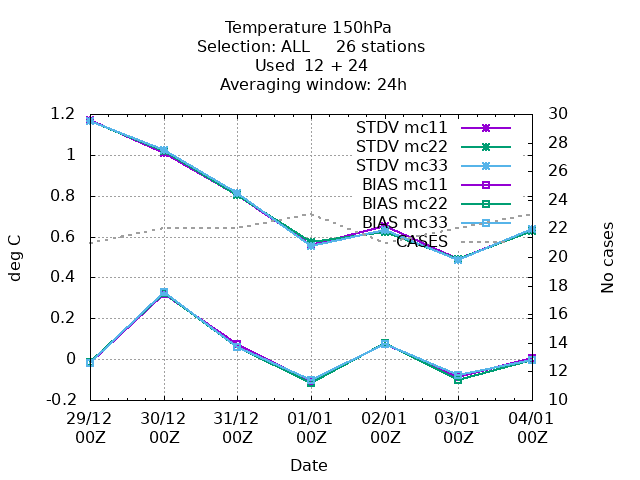 Temperature 150hPa
Selection: ALL     26 stations
Used  12 + 24
Averaging window: 24h
1.2
1
0.8
0.6
0.4
0.2
0
-0.2
deg C
STDV mc11
STDV mc22
STDV mc33
BIAS mc11
BIAS mc22
BIAS mc33
CASES
30
28
26
24
22
20
18
16
14
12
10
No cases
29/12 30/12 31/12 01/01 02/01 03/01 04/01
00Z 00Z 00Z 00Z 00Z 00Z 00Z
Date